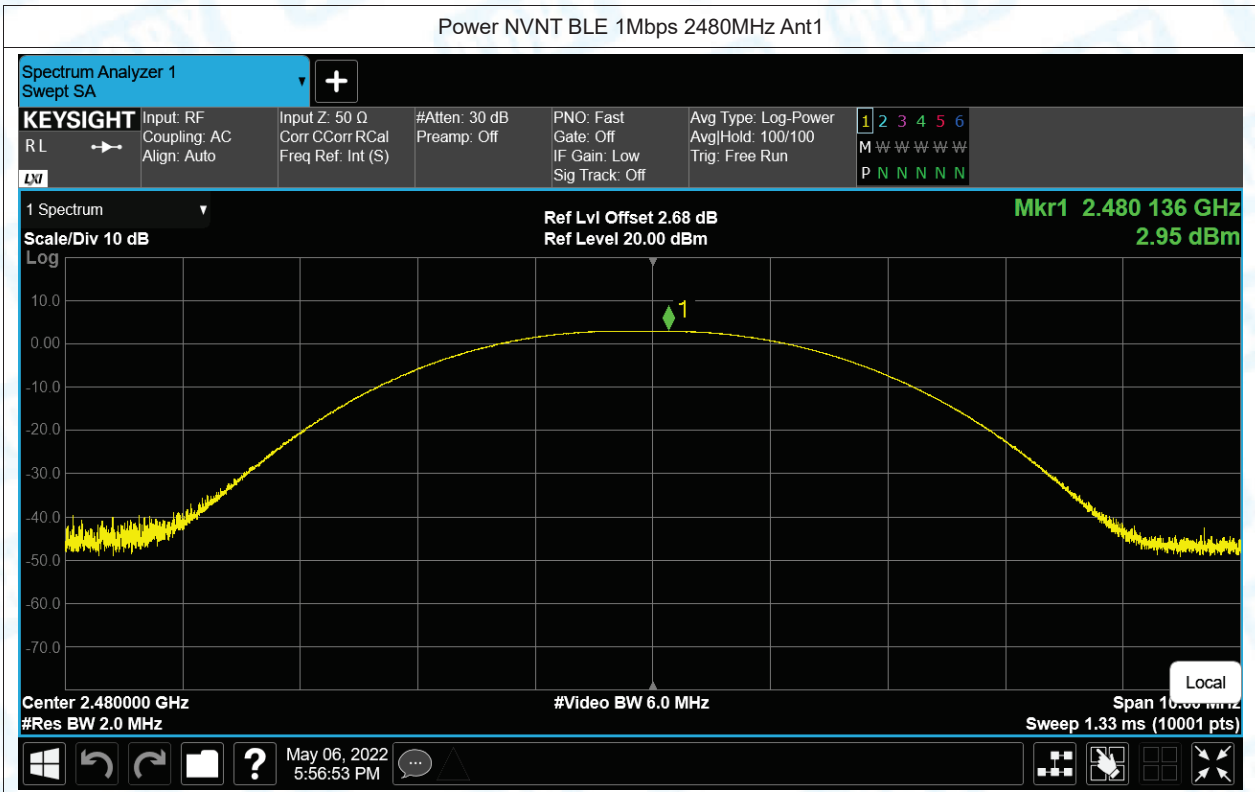 Power NVNT BLE 1Mbps 2480MHz Ant1
Spectrum Analyzer 1
Swept SA
KEYSIGHT
R L
LXI
Input: RF
Coupling: AC
Align: Auto
Input Z: 50 Ω
Corr CCorr RCal
Freq Ref: Int (S)
#Atten: 30 dB
Preamp: Off
PNO: Fast
Gate: Off
IF Gain: Low
Sig Track: Off
Avg Type: Log-Power
Avg|Hold: 100/100
Trig: Free Run
1 2 3 4 5 6
M W W W W W
P N N N N N
1 Spectrum
Scale/Div 10 dB
Ref Lvl Offset 2.68 dB
Ref Level 20.00 dBm
Mkr1 2.480 136 GHz
2.95 dBm
Log
1
10.0
0.00
-10.0
-20.0
-30.0
-40.0
-50.0
-60.0
-70.0
Local
Center 2.480000 GHz
#Video BW 6.0 MHz
Span 10.00 MHz
#Res BW 2.0 MHz
Sweep 1.33 ms (10001 pts)
?
May 06, 2022
5:56:53 PM